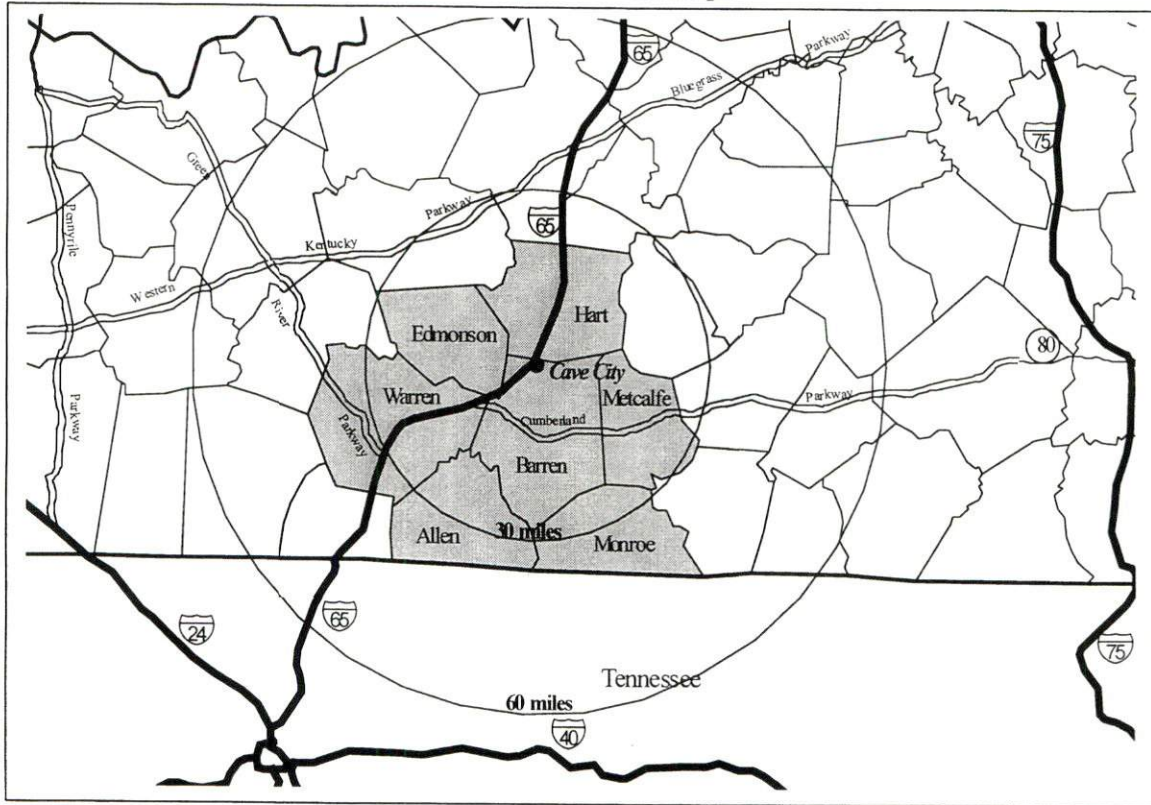 65
Parkway
Bluegrass
75
Green
Pennyrile
Parkway
65
Kentucky
Western
River
Hart
Edmonson
80
Cave City
Warren
Metcalfe
Parkway
Cumberland
Parkway
Parkway
Barren
30 miles
Allen
Monroe
65
24
75
Tennessee
60 miles
40